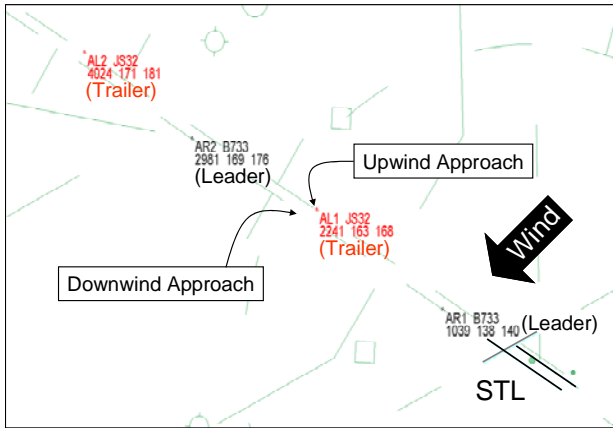 AL2 JS32
4024 171 181
(Trailer)
AR2 B733
2981 169 176
(Leader)
Upwind Approach
AL1 JS32
2241 163 168
(Trailer)
Wind
Downwind Approach
AR1 B733
1039 138 140
(Leader)
STL